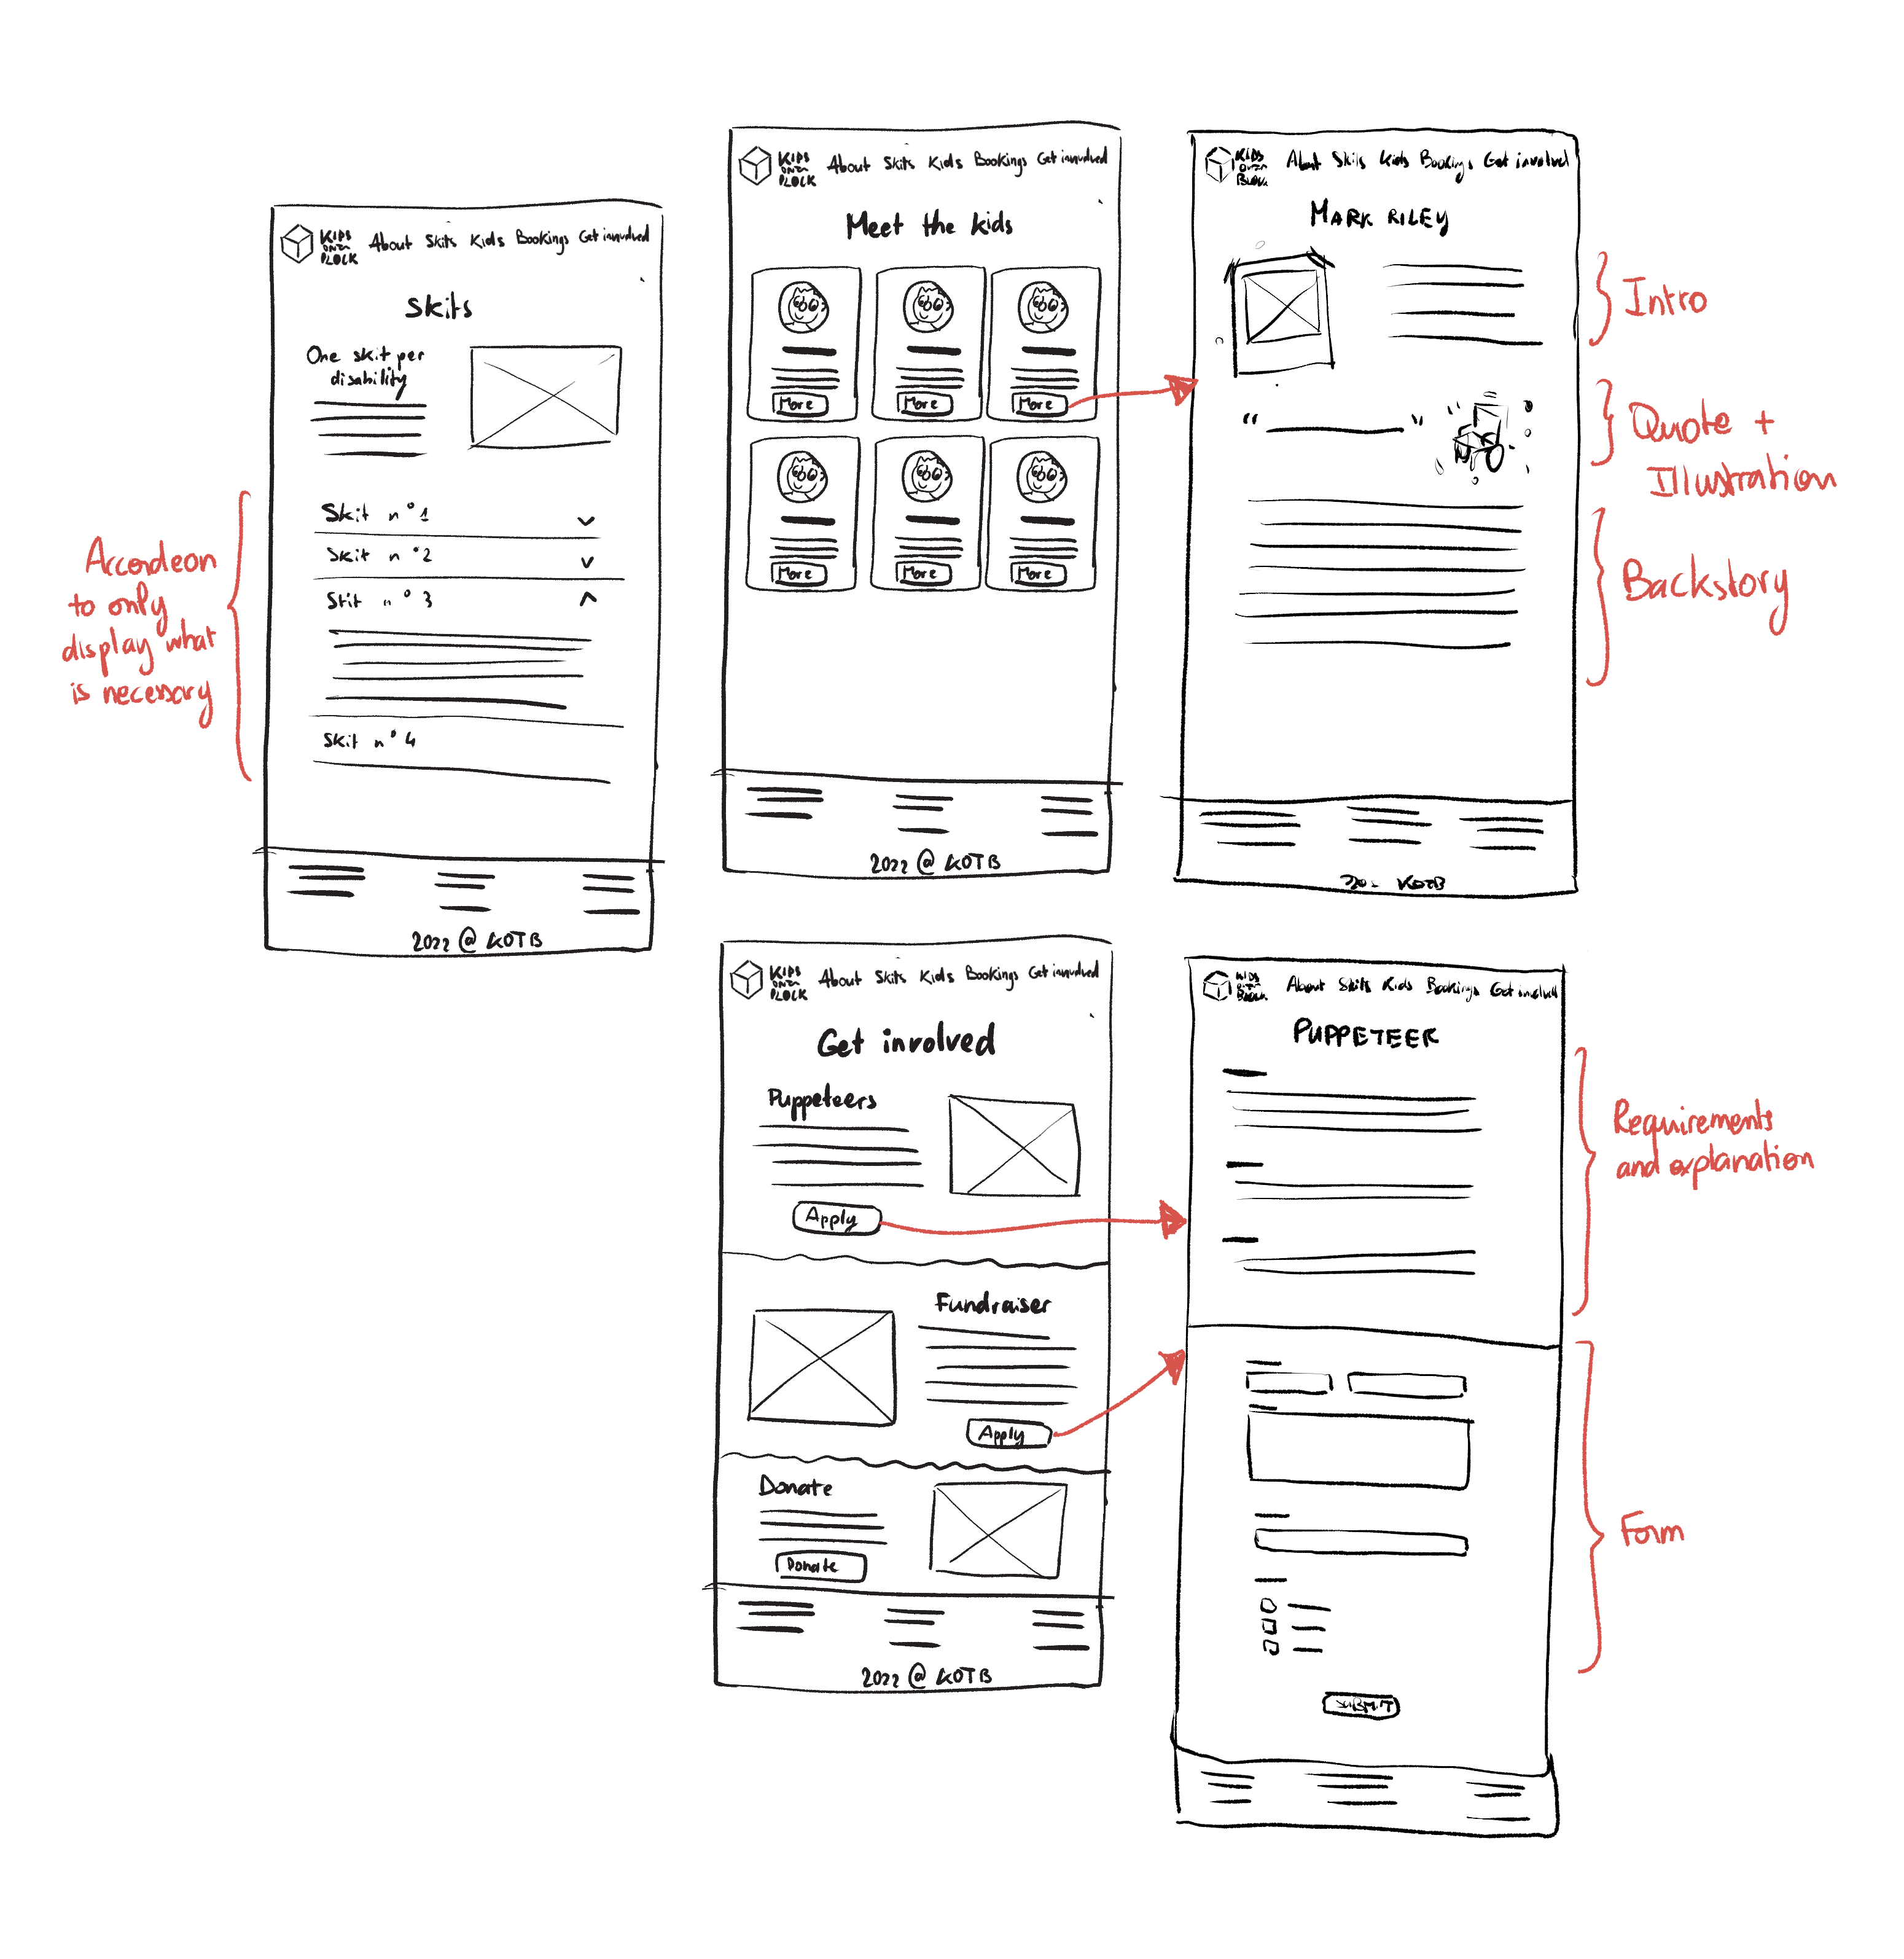 KIDS
ON THE
BLOCK
About Skits Kids Bookings Get involved
Skits
One skit per
disability
Skit n°1
Skit n°2
Skit n°3
Skit n°4
2022 @ KOTB
Accordeon
to only
display what
is necessary
KIDS
ON THE
BLOCK
About Skits Kids Bookings Get involved
Meet the kids
More More More
More More More
2022 @ KOTB
KIDS
ON THE
BLOCK
About Skits Kids Bookings Get involved
MARK RILEY
“ ”
KOTB
Intro
Quote +
Illustration
Backstory
KIDS
ON THE
BLOCK
About Skits Kids Bookings Get involved
Get involved
Puppeteers
Apply
Fundraiser
Apply
Donate
Donate
2022 @ KOTB
KIDS
BLOCK
About Skits Kids Bookings Get involved
PUPPETEER
SUBMIT
Requirements
and explanation
Form